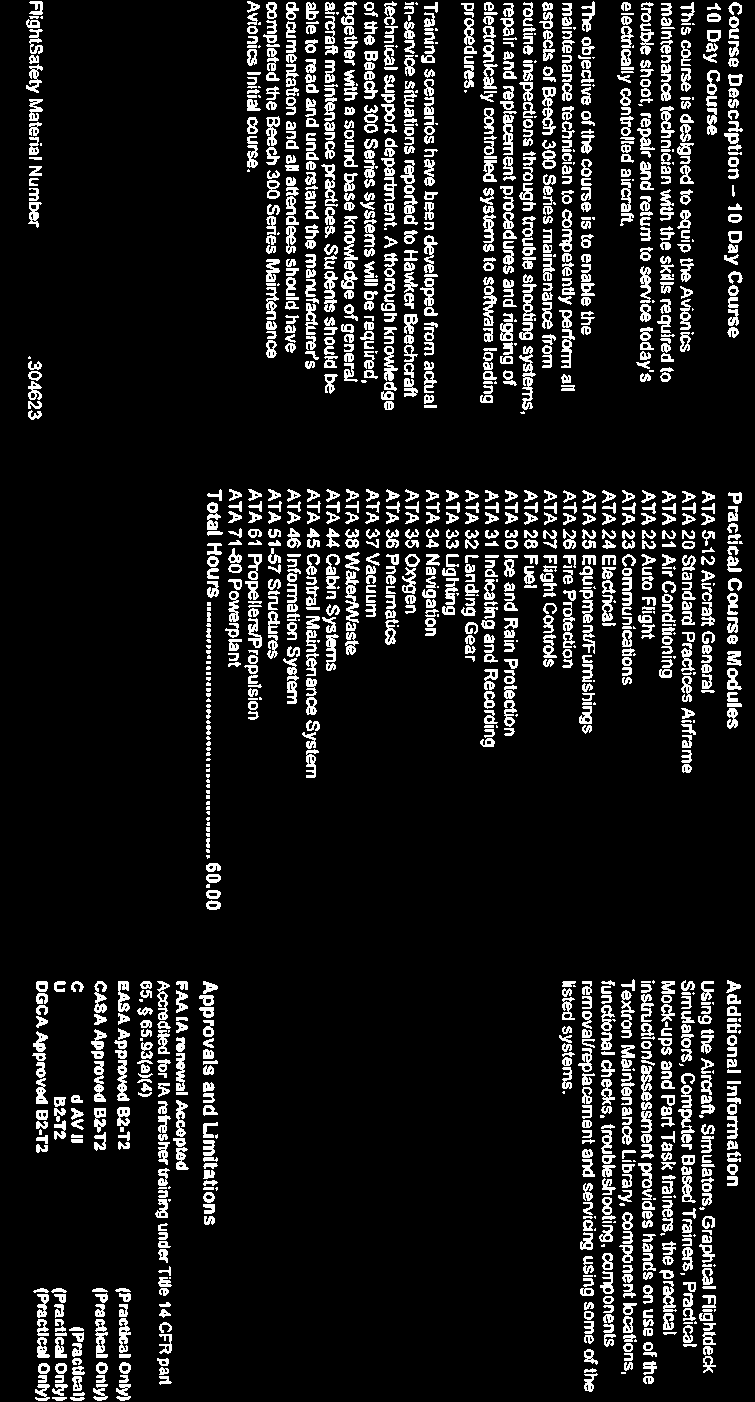 Course Description – 10 Day Course
10 Day Course
This course is designed to equip the Avionics
maintenance technician with the skills required to
trouble shoot, repair and return to service today's
electrically controlled aircraft.
The objective of the course is to enable the
maintenance technician to competently perform all
aspects of Beech 300 Series maintenance from
routine inspections through trouble shooting systems,
repair and replacement procedures and rigging of
electronically controlled systems to software loading
procedures.
Training scenarios have been developed from actual
in-service situations reported to Hawker Beechcraft
technical support department. A thorough knowledge
of the Beech 300 Series systems will be required,
together with a sound base knowledge of general
aircraft maintenance practices. Students should be
able to read and understand the manufacturer's
documentation and all attendees should have
completed the Beech 300 Series Maintenance
Avionics Initial course.
FlightSafety Material Number .304623
Practical Course Modules
ATA 5-12 Aircraft General
ATA 20 Standard Practices Airframe
ATA 21 Air Conditioning
ATA 22 Auto Flight
ATA 23 Communications
ATA 24 Electrical
ATA 25 Equipment/Furnishings
ATA 26 Fire Protection
ATA 27 Flight Controls
ATA 28 Fuel
ATA 30 Ice and Rain Protection
ATA 31 Indicating and Recording
ATA 32 Landing Gear
ATA 33 Lighting
ATA 34 Navigation
ATA 35 Oxygen
ATA 36 Pneumatics
ATA 37 Vacuum
ATA 38 Water/Waste
ATA 44 Cabin Systems
ATA 45 Central Maintenance System
ATA 46 Information System
ATA 51-57 Structures
ATA 61 Propellers/Propulsion
ATA 71-80 Powerplant
Total Hours ........................................ 60.00
Additional Information
Using the Aircraft, Simulators, Graphical Flightdeck
Simulators, Computer Based Trainers, Practical
Mock-ups and Part Task trainers, the practical
instruction/assessment provides hands on use of the
Textron Maintenance Library, component locations,
functional checks, troubleshooting, components
removal/replacement and servicing using some of the
listed systems.
Approvals and Limitations
FAA IA renewal Accepted
Accredited for IA refresher training under Title 14 CFR part
65, § 65.93(a)(4)
EASA Approved B2-T2 (Practical Only)
CASA Approved B2-T2 (Practical Only)
C d AV II (Practical)
U B2-T2 (Practical Only)
DGCA Approved B2-T2 (Practical Only)